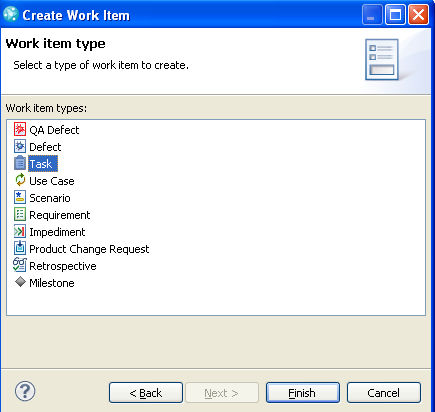 Create Work Item
Work item type
Select a type of work item to create.
Work item types:
QA Defect
Defect
Task
Use Case
Scenario
Requirement
Impediment
Product Change Request
Retrospective
Milestone
?
< Back
Next >
Finish
Cancel